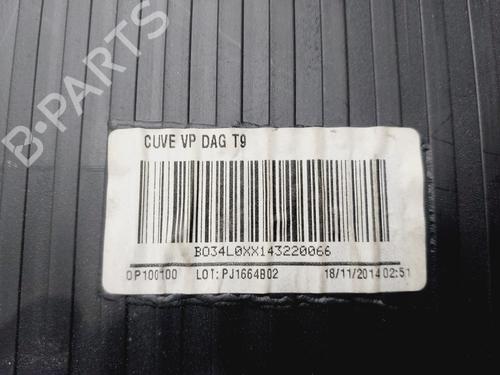 B-PARTS
CUVE VP DAG T9
B034L0XX143220066
OP100100 LOT: PJ1664B02 18/11/2014 02:51